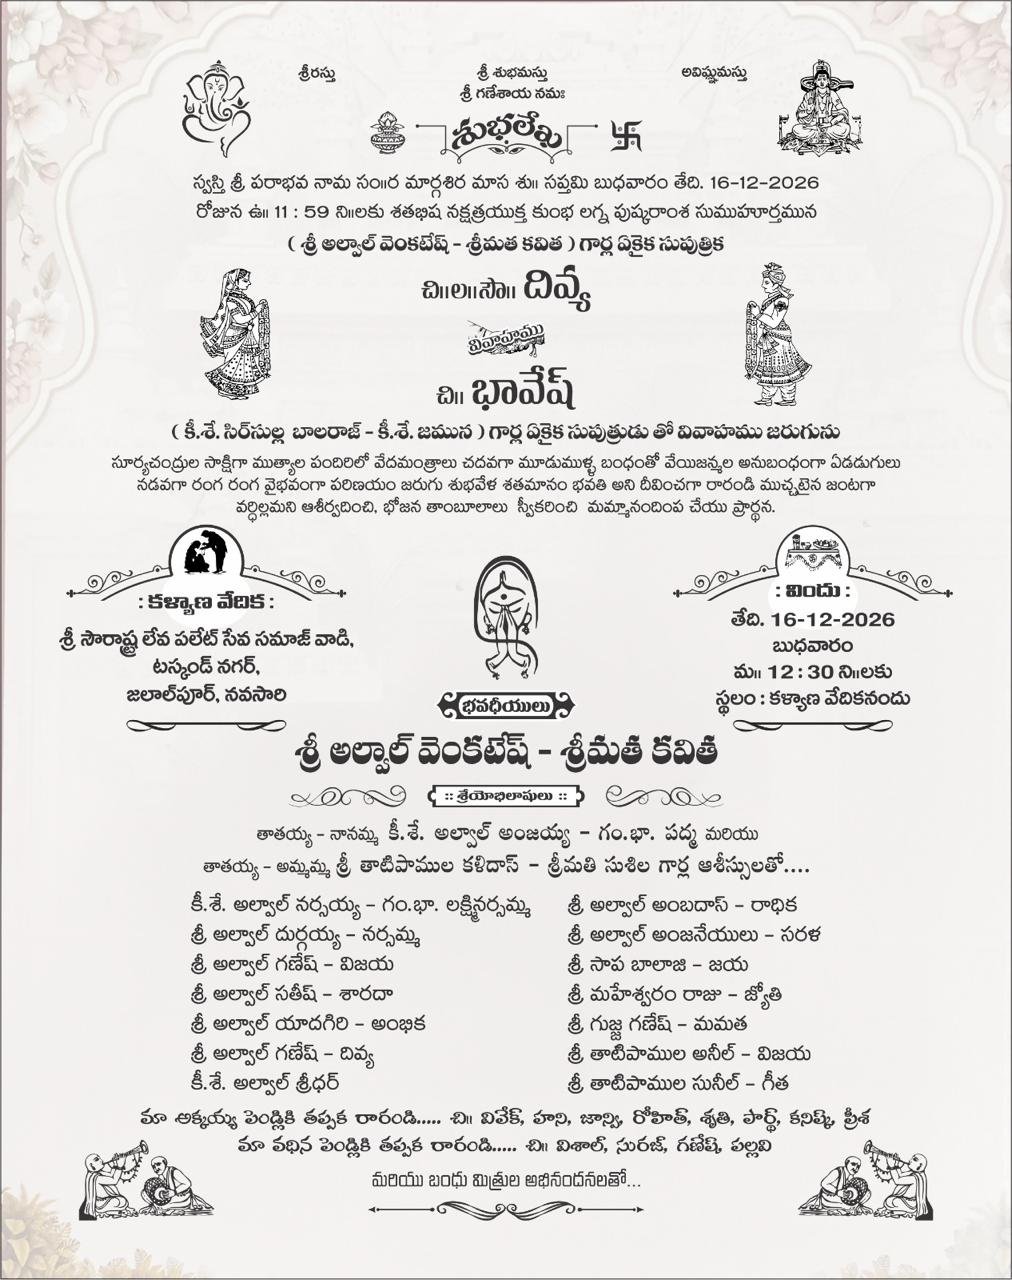 శ్రీరస్తు
శ్రీ శుభమస్తు
అవిఘ్నమస్తు
శ్రీ గణేశాయ నమః
శుభలేఖ
స్వస్తి శ్రీ పరాభవ నామ సం॥ర మార్గశిర మాస శు॥ సప్తమి బుధవారం తేది. 16-12-2026
రోజున ఉ॥ 11 : 59 ని॥లకు శతభిష నక్షత్రయుక్త కుంభ లగ్న పుష్కరాంశ సుముహూర్తమున
( శ్రీ అల్వాల్ వెంకటేష్ - శ్రీమత కవిత ) గార్ల ఏకైక సుపుత్రిక
చి॥ల॥సౌ॥ దివ్య
వివాహము
చి॥ భావేష్
( కీ.శే. సిర్‌సుల్ల బాలరాజ్ - కీ.శే. జమున ) గార్ల ఏకైక సుపుత్రుడు తో వివాహము జరుగును
సూర్యచంద్రుల సాక్షిగా ముత్యాల పందిరిలో వేదమంత్రాలు చదవగా మూడుముళ్ళ బంధంతో వేయిజన్మల అనుబంధంగా ఏడడుగులు
నడవగా రంగ రంగ వైభవంగా పరిణయం జరుగు శుభవేళ శతమానం భవతి అని దీవించగా రారండి ముచ్చటైన జంటగా
వర్ధిల్లమని ఆశీర్వదించి, భోజన తాంబూలాలు స్వీకరించి మమ్మానందింప చేయు ప్రార్థన.
: కళ్యాణ వేదిక :
శ్రీ సౌరాష్ట్ర లేవ పలేట్ సేవ సమాజ్ వాడి,
టస్కండ్ నగర్,
జలాల్‌పూర్, నవసారి
: విందు :
తేది. 16-12-2026
బుధవారం
మ॥ 12 : 30 ని॥లకు
స్థలం : కళ్యాణ వేదికనందు
భవదీయులు
శ్రీ అల్వాల్ వెంకటేష్ - శ్రీమత కవిత
:: శ్రేయోభిలాషులు ::
తాతయ్య - నానమ్మ కీ.శే. అల్వాల్ అంజయ్య - గం.భా. పద్మ మరియు
తాతయ్య - అమ్మమ్మ శ్రీ తాటిపాముల కళిదాస్ - శ్రీమతి సుశిల గార్ల ఆశీస్సులతో....
కీ.శే. అల్వాల్ నర్సయ్య - గం.భా. లక్ష్మినర్సమ్మ
శ్రీ అల్వాల్ దుర్గయ్య - నర్సమ్మ
శ్రీ అల్వాల్ గణేష్ - విజయ
శ్రీ అల్వాల్ సతీష్ - శారదా
శ్రీ అల్వాల్ యాదగిరి - అంభిక
శ్రీ అల్వాల్ గణేష్ - దివ్య
కీ.శే. అల్వాల్ శ్రీధర్
శ్రీ అల్వాల్ అంబదాస్ - రాధిక
శ్రీ అల్వాల్ అంజనేయులు - సరళ
శ్రీ సాప బాలాజి - జయ
శ్రీ మహేశ్వరం రాజు - జ్యోతి
శ్రీ గుజ్జ గణేష్ - మమత
శ్రీ తాటిపాముల అనీల్ - విజయ
శ్రీ తాటిపాముల సునీల్ - గీత
మా అక్కయ్య పెండ్లికి తప్పక రారండి..... చి॥ వివేక్, హని, జాన్వి, రోహిత్, శృతి, పార్థ్, కనిష్క్, ప్రీశ
మా వధిన పెండ్లికి తప్పక రారండి..... చి॥ విశాల్, సురజ్, గణేష్, పల్లవి
మరియు బంధు మిత్రుల అభినందనలతో...